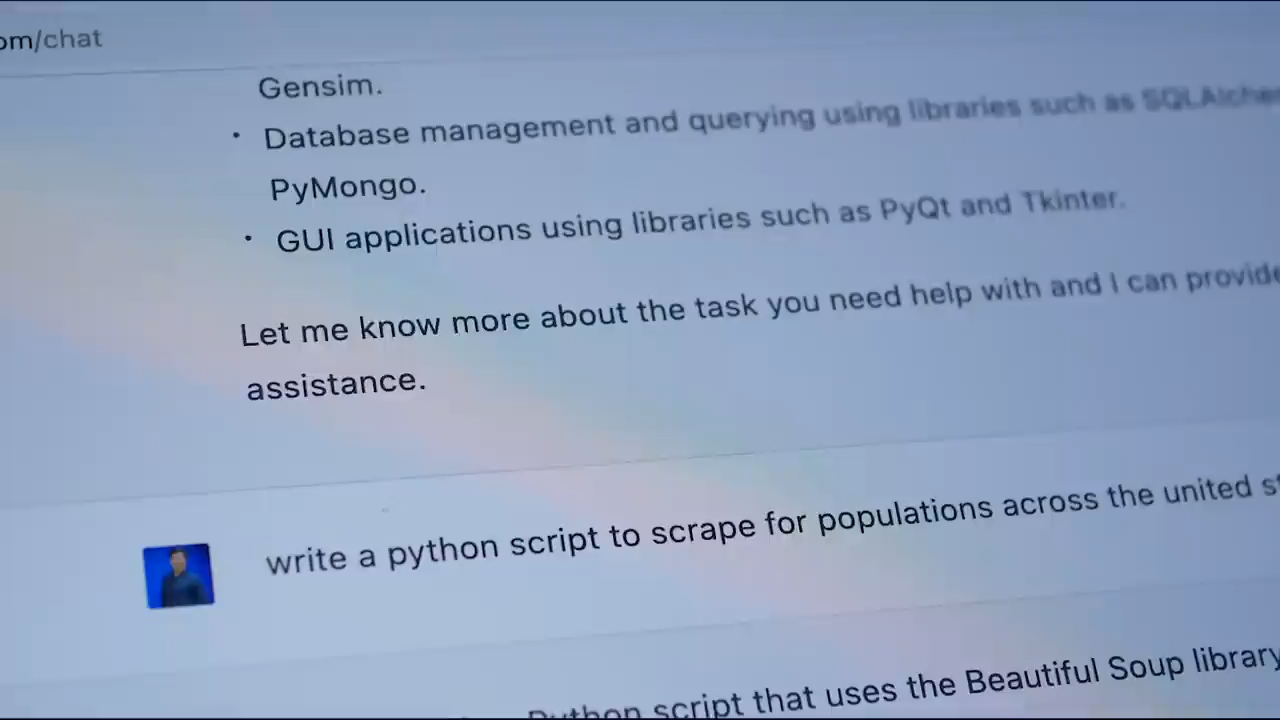 om/chat
Gensim.
• Database management and querying using libraries such as
PyMongo.
• GUI applications using libraries such as PyQt and Tkinter.
Let me know more about the task you need help with and I can provide
assistance.
write a python script to scrape for populations across the united
Python script that uses the Beautiful Soup library